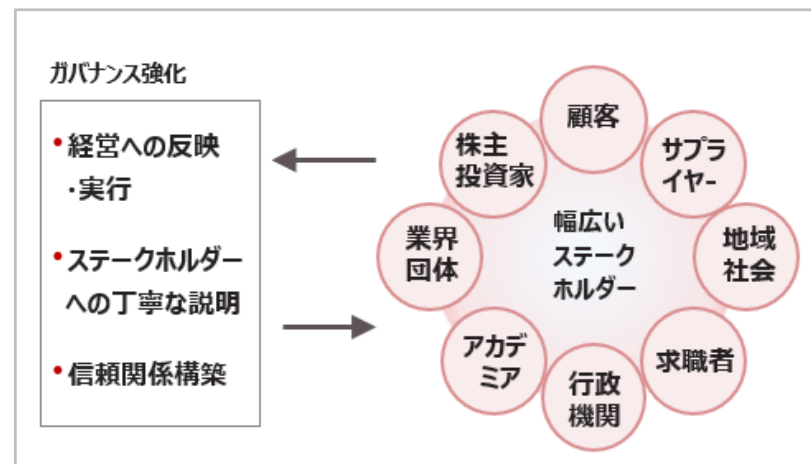 ガバナンス強化
•経営への反映
・実行
•ステークホルダー
への丁寧な説明
•信頼関係構築
顧客
サプラ
イヤー
地域
社会
求職者
行政
機関
アカデ
ミア
業界
団体
株主
投資家
幅広い
ステーク
ホルダー